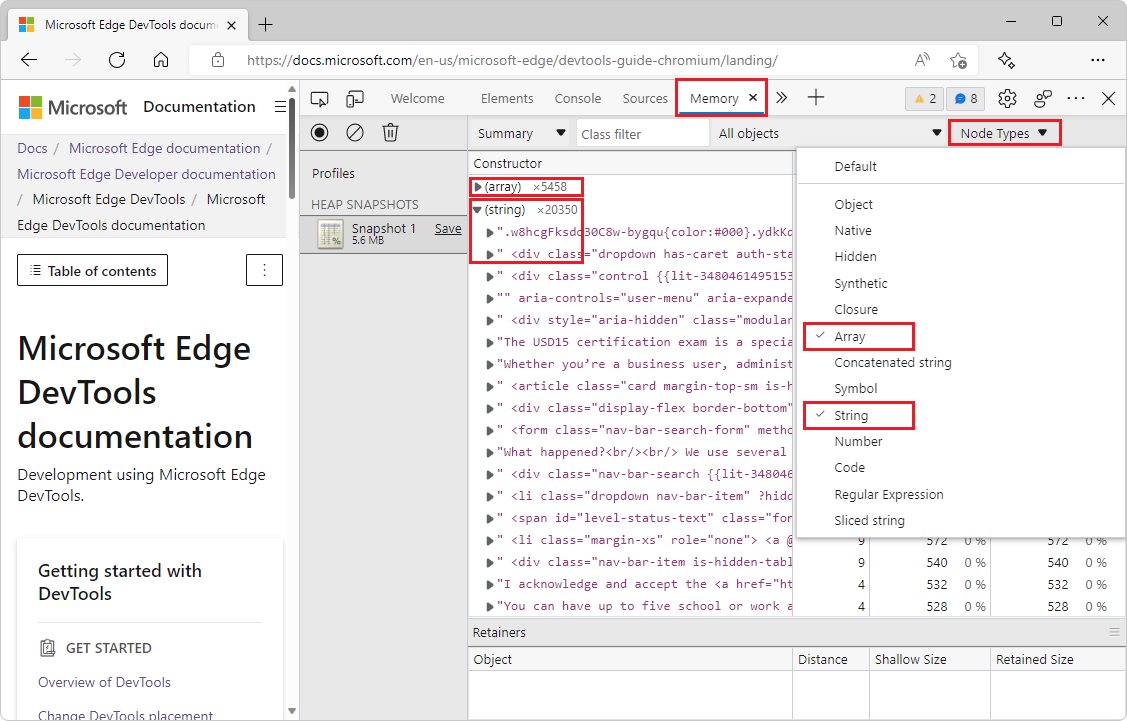 Microsoft Edge DevTools docum
https://docs.microsoft.com/en-us/microsoft-edge/devtools-guide-chromium/landing/
Microsoft Documentation
Docs / Microsoft Edge documentation /
Microsoft Edge Developer documentation
/ Microsoft Edge DevTools / Microsoft
Edge DevTools documentation
Table of contents
Microsoft Edge
DevTools
documentation
Development using Microsoft Edge
DevTools.
Getting started with
DevTools
GET STARTED
Overview of DevTools
Change DevTools placement
Welcome Elements Console Sources Memory 2 8
Summary Class filter All objects Node Types
Profiles
HEAP SNAPSHOTS
Snapshot 1 Save
5.6 MB
Constructor
(array) ×5458
(string) ×20350
" <div class="dropdown has-caret auth-sta
" <div class="control {{lit-3480461495153
"" aria-controls="user-menu" aria-expande
" <div style="aria-hidden" class="modular
"The USD15 certification exam is a specia
"Whether you’re a business user, administ
" <article class="card margin-top-sm is-h
" <div class="display-flex border-bottom"
" <form class="nav-bar-search-form" metho
"What happened?<br/><br/> We use several
" <div class="nav-bar-search {{lit-348046
" <li class="dropdown nav-bar-item" ?hidd
" <span id="level-status-text" class="fon
" <li class="margin-xs" role="none"> <a @ 9 572 0 % 572 0 %
" <div class="nav-bar-item is-hidden-tabl 9 540 0 % 540 0 %
"I acknowledge and accept the <a href="ht 4 532 0 % 532 0 %
"You can have up to five school or work a 4 528 0 % 528 0 %
Default
Object
Native
Hidden
Synthetic
Closure
Array
Concatenated string
Symbol
String
Number
Code
Regular Expression
Sliced string
Retainers
Object Distance Shallow Size Retained Size